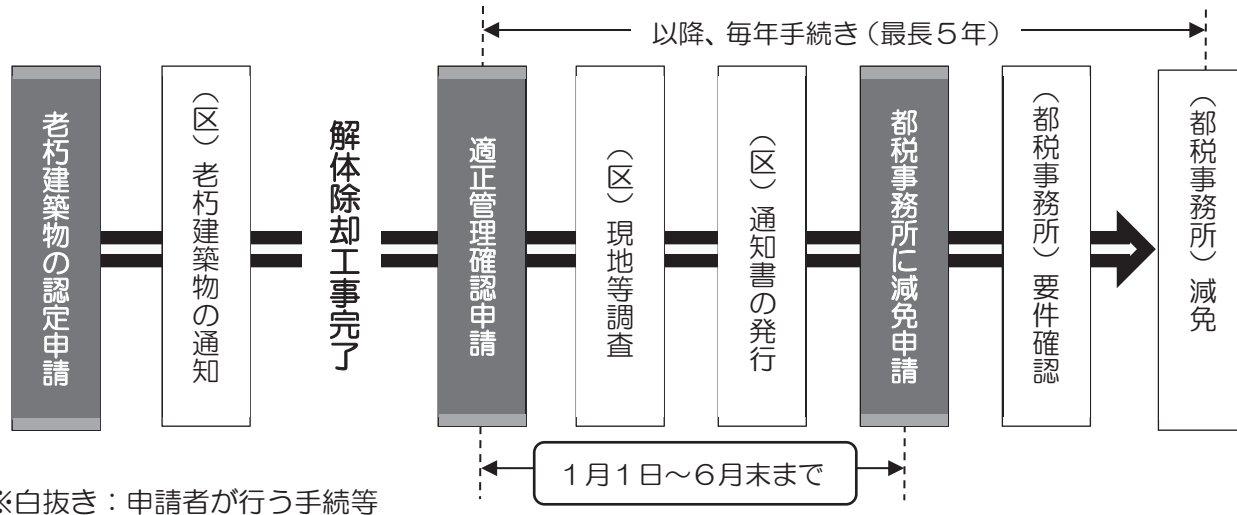 以降、毎年手続き（最長５年）
老朽建築物の認定申請
（区）老朽建築物の通知
解体除却工事完了
適正管理確認申請
（区）現地等調査
（区）通知書の発行
都税事務所に減免申請
（都税事務所）要件確認
（都税事務所）減免
１月１日～６月末まで
※白抜き：申請者が行う手続等